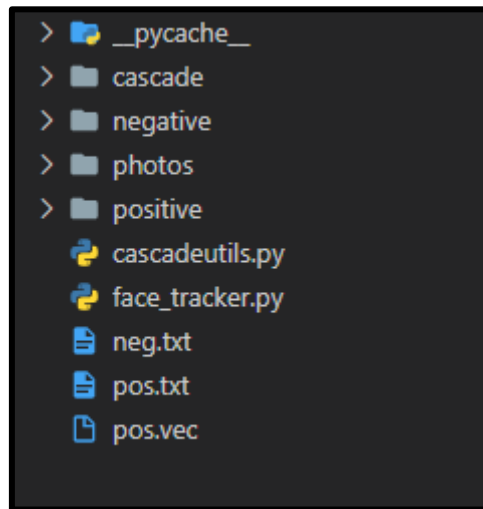 __pycache__
cascade
negative
photos
positive
cascadeutils.py
face_tracker.py
neg.txt
pos.txt
pos.vec